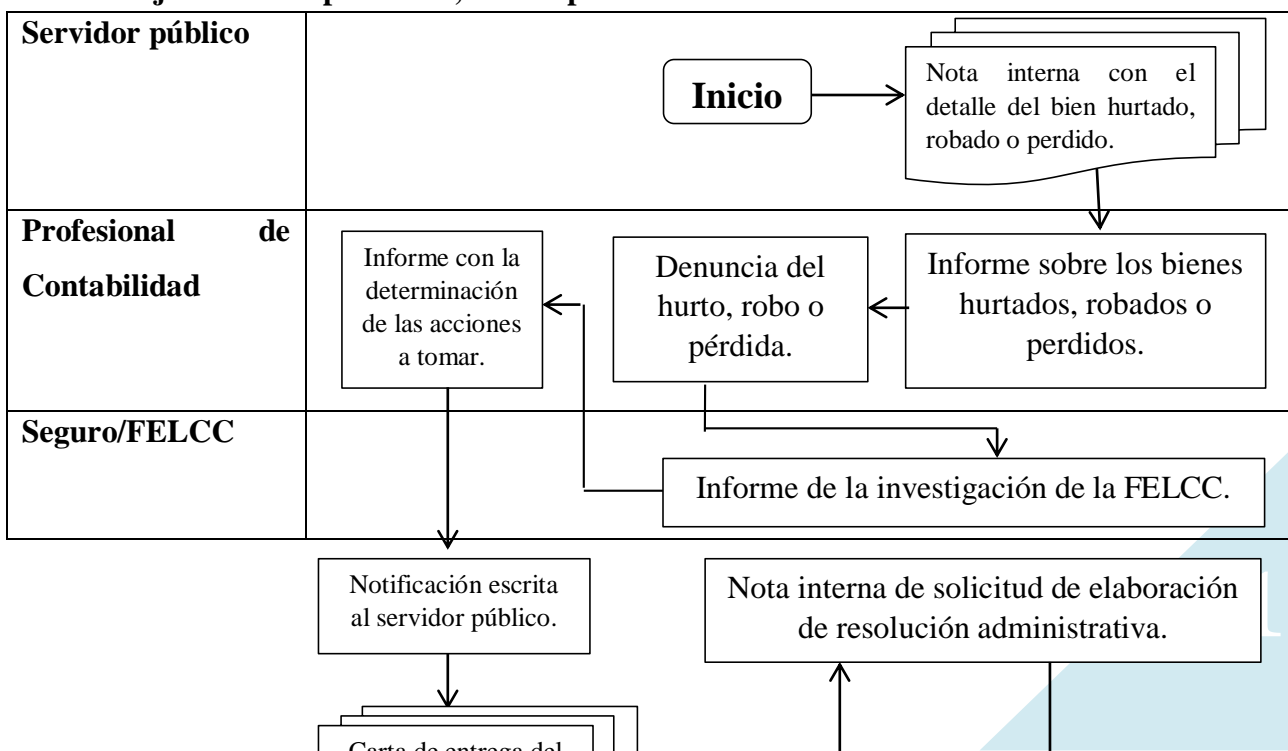 Servidor público
Inicio
Nota interna con el
detalle del bien hurtado,
robado o perdido.
Profesional de
Contabilidad
Informe con la
determinación
de las acciones
a tomar.
Denuncia del
hurto, robo o
pérdida.
Informe sobre los bienes
hurtados, robados o
perdidos.
Seguro/FELCC
Informe de la investigación de la FELCC.
Notificación escrita
al servidor público.
Nota interna de solicitud de elaboración
de resolución administrativa.
Carta de entrega del